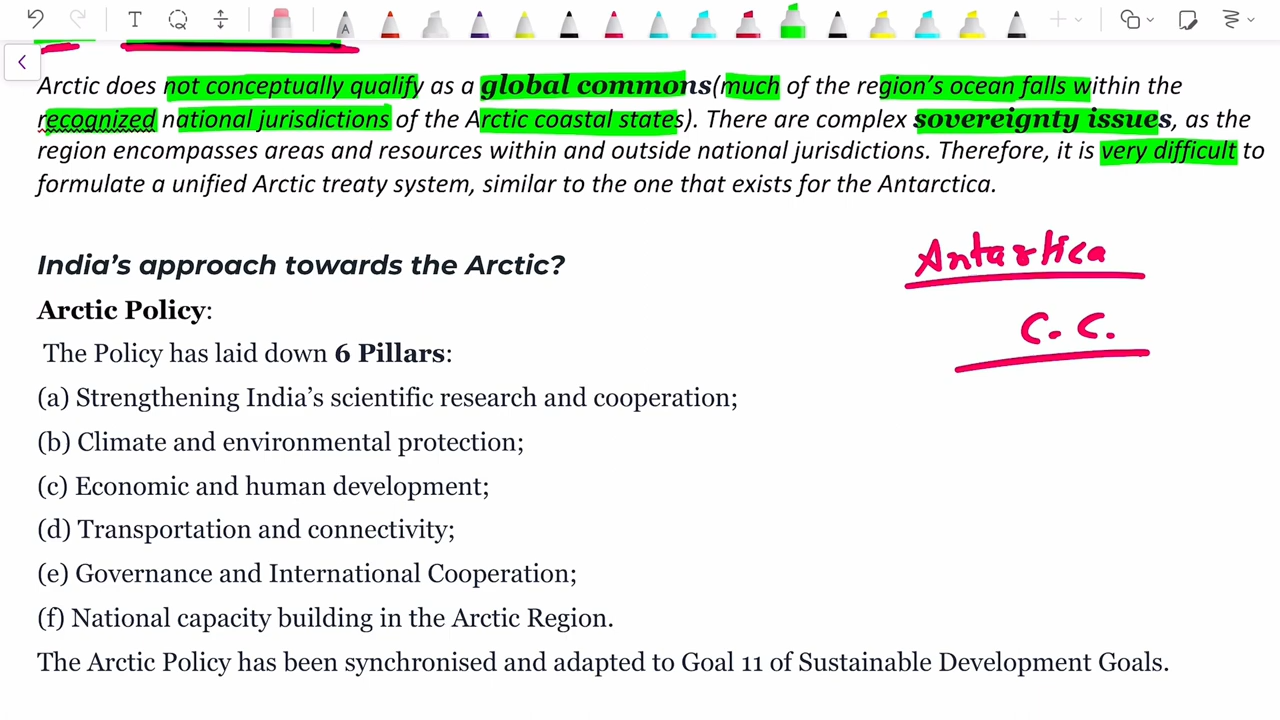 Arctic does not conceptually qualify as a global commons(much of the region's ocean falls within the
recognized national jurisdictions of the Arctic coastal states). There are complex sovereignty issues, as the
region encompasses areas and resources within and outside national jurisdictions. Therefore, it is very difficult to
formulate a unified Arctic treaty system, similar to the one that exists for the Antarctica.
India's approach towards the Arctic?
Antartica
Arctic Policy:
C. C.
The Policy has laid down 6 Pillars:
(a) Strengthening India's scientific research and cooperation;
(b) Climate and environmental protection;
(c) Economic and human development;
(d) Transportation and connectivity;
(e) Governance and International Cooperation;
(f) National capacity building in the Arctic Region.
The Arctic Policy has been synchronised and adapted to Goal 11 of Sustainable Development Goals.